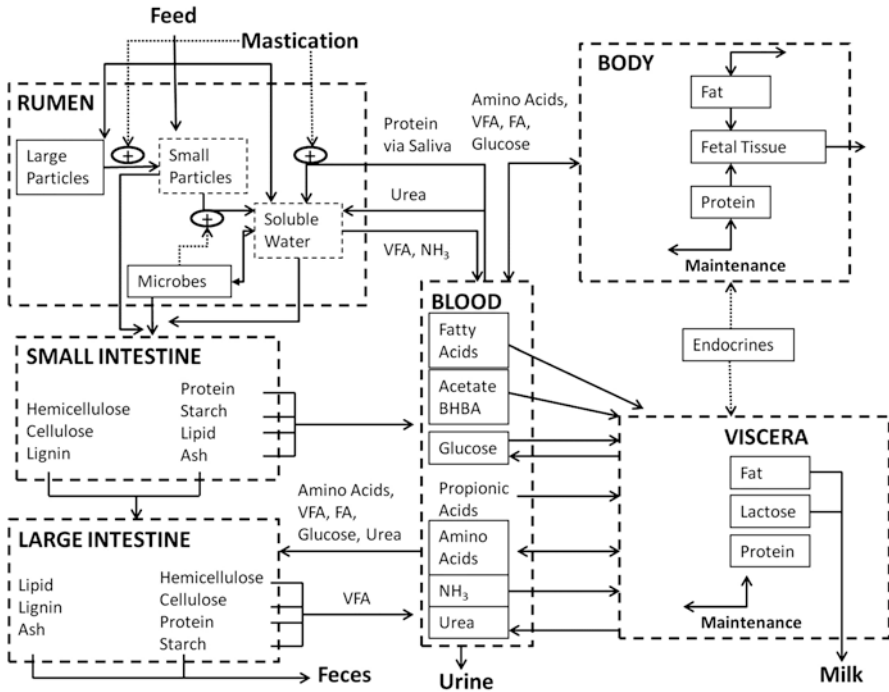 Feed
Mastication
RUMEN
Large
Particles
+
Small
Particles
+
+
Soluble
Water
Microbes
Protein
via Saliva
Urea
VFA, NH₃
Amino Acids,
VFA, FA,
Glucose
BODY
Fat
Fetal Tissue
Protein
Maintenance
Endocrines
BLOOD
Fatty
Acids
Acetate
BHBA
Glucose
Propionic
Acids
Amino
Acids
NH₃
Urea
SMALL INTESTINE
Hemicellulose
Cellulose
Lignin
Protein
Starch
Lipid
Ash
Amino Acids,
VFA, FA,
Glucose, Urea
LARGE INTESTINE
Lipid
Lignin
Ash
Hemicellulose
Cellulose
Protein
Starch
VFA
VISCERA
Fat
Lactose
Protein
Maintenance
Feces
Urine
Milk